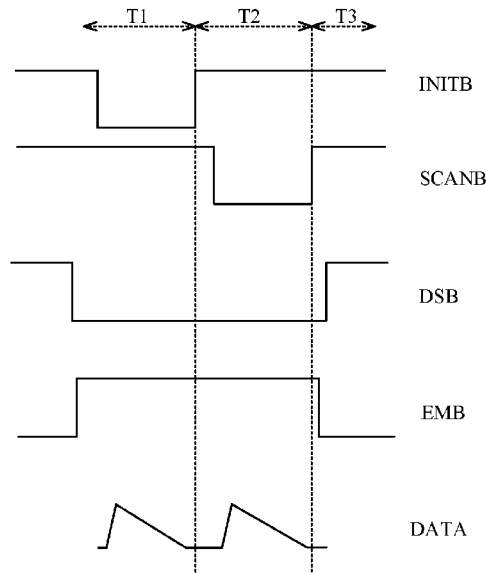 T1 T2 T3
INITB
SCANB
DSB
EMB
DATA